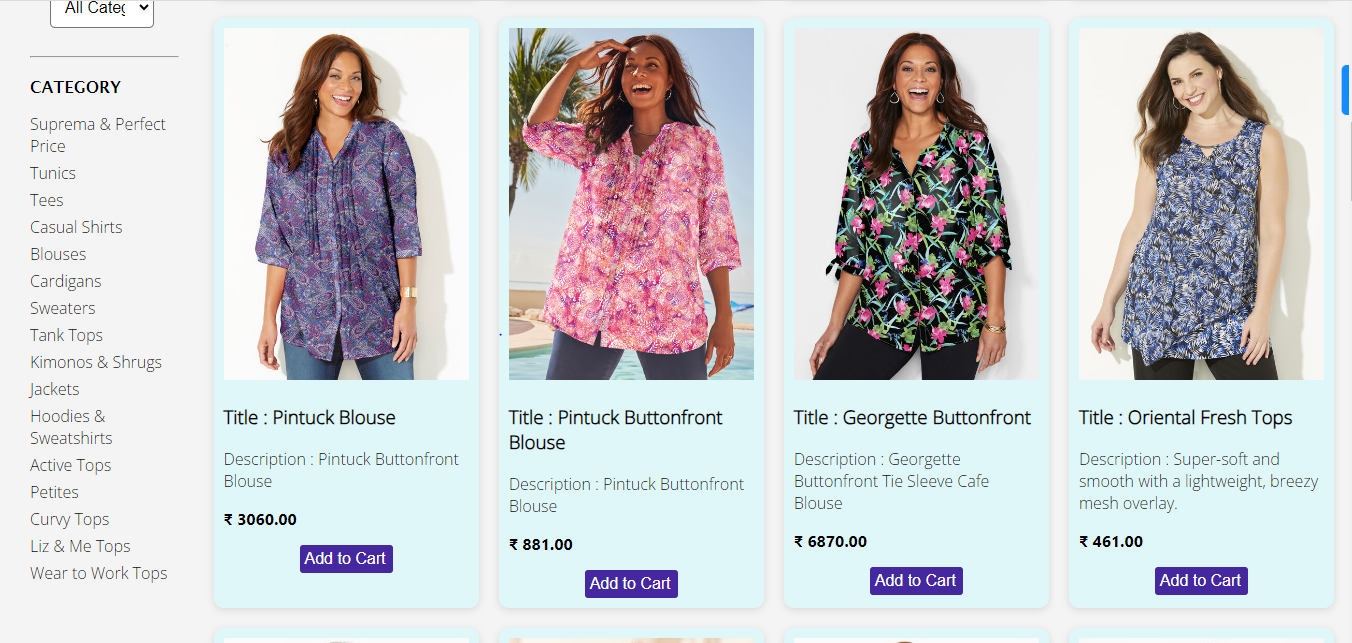 All Categ
CATEGORY
Suprema & Perfect
Price
Tunics
Tees
Casual Shirts
Blouses
Cardigans
Sweaters
Tank Tops
Kimonos & Shrugs
Jackets
Hoodies &
Sweatshirts
Active Tops
Petites
Curvy Tops
Liz & Me Tops
Wear to Work Tops
Title : Pintuck Blouse
Description : Pintuck Buttonfront
Blouse
₹ 3060.00
Add to Cart
Title : Pintuck Buttonfront
Blouse
Description : Pintuck Buttonfront
Blouse
₹ 881.00
Add to Cart
Title : Georgette Buttonfront
Description : Georgette
Buttonfront Tie Sleeve Cafe
Blouse
₹ 6870.00
Add to Cart
Title : Oriental Fresh Tops
Description : Super-soft and
smooth with a lightweight, breezy
mesh overlay.
₹ 461.00
Add to Cart